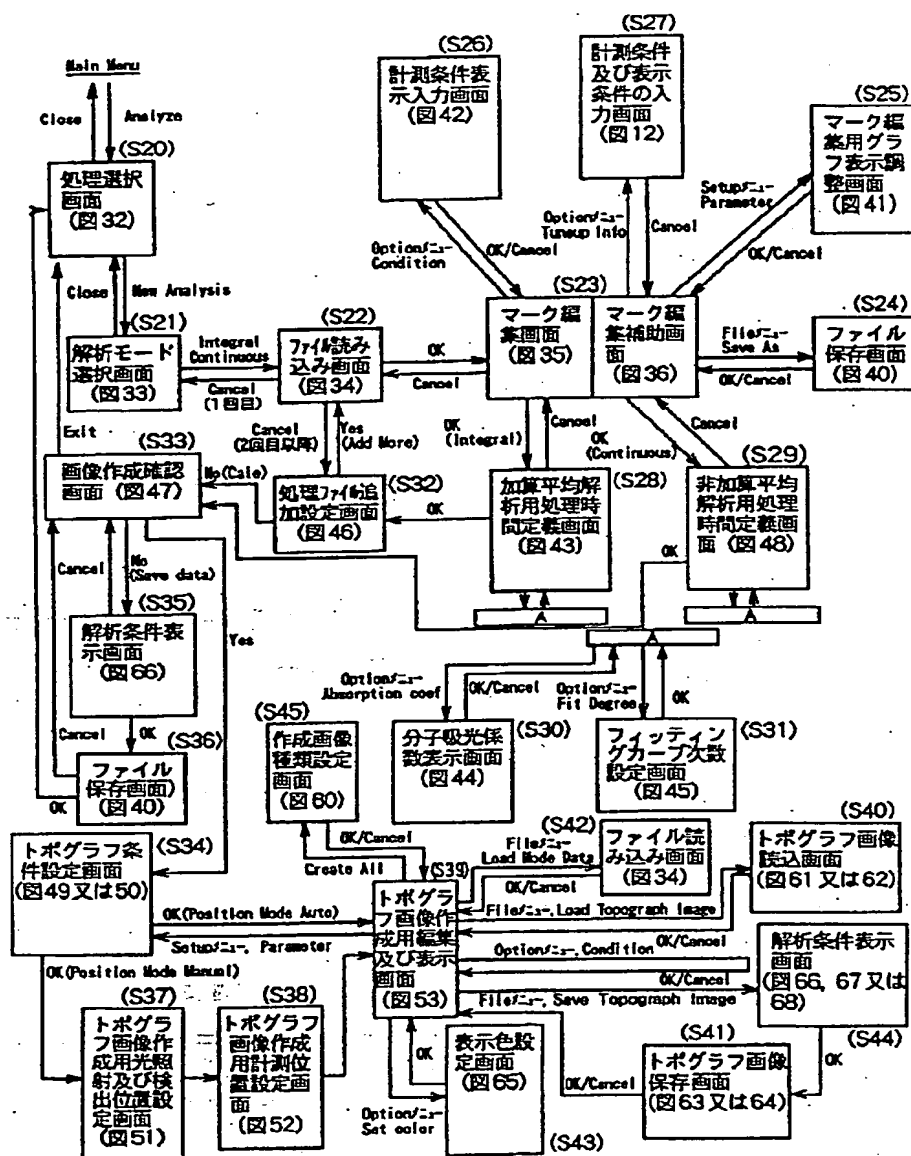 (S26)
計測条件表
示入力画面
(図42)
(S27)
計測条件
及び表示
条件の入
力画面
(図12)
(S25)
マーク編
集用グラ
フ表示調
整画面
(図41)
Main Menu
Close
Analyze
(S20)
処理選択
画面
(図32)
Optionメニュー
Condition
OK/Cancel
Optionメニュー
Tuneup Info
Cancel
Setupメニュー
Parameter
OK/Cancel
Close
New Analysis
(S21)
解析モード
選択画面
(図33)
Integral
Continuous
Cancel
(1回目)
(S22)
ファイル読み
込み画面
(図34)
OK
Cancel
(S23)
マーク編
集画面
(図35)
マーク編
集補助画
面
(図36)
Fileメニュー
Save As
OK/Cancel
(S24)
ファイル
保存画面
(図40)
Exit
Cancel
(2回目以降)
Yes
(Add More)
OK
(Integral)
Cancel
OK
(Continuous)
Cancel
(S33)
画像作成確認
画面 (図47)
No(Calc)
(S32)
処理ファイル追
加設定画面
(図46)
OK
(S28)
加算平均解
析用処理時
間定義画面
(図43)
(S29)
非加算平均
解析用処理
時間定義画
面 (図48)
OK
A
A
A
Cancel
No
(Save data)
Yes
(S35)
解析条件表
示画面
(図66)
Cancel
OK
(S36)
ファイル
保存画面)
(図40)
OK
Optionメニュー
Absorption coef
OK/Cancel
Optionメニュー
Fit Degree
OK
(S45)
作成画像
種類設定
画面
(図60)
(S30)
分子吸光係
数表示画面
(図44)
(S31)
フィッティン
グカーブ次数
設定画面
(図45)
OK/Cancel
Create All
(S34)
トポグラフ条
件設定画面
(図49又は50)
OK(Position Mode Auto)
Setupメニュー, Parameter
OK(Position Mode Manual)
(S39)
トポグラ
フ画像作
成用編集
及び表示
画面
(図53)
Fileメニュー
Load Mode Data
OK/Cancel
(S42)
ファイル読
み込み画面
(図34)
(S40)
トポグラフ画像
読込画面
(図61又は62)
Fileメニュー, Load Topograph Image
OK/Cancel
Optionメニュー, Condition
OK/Cancel
Fileメニュー, Save Topograph Image
解析条件表示
画面
(図66, 67又は
68)
(S44)
OK
(S37)
トポグラ
フ画像作
成用光照
射及び検
出位置設
定画面
(図51)
(S38)
トポグラフ
画像作成用
計測位
置設定画
面
(図52)
OK
Optionメニュー
Set color
表示色設
定画面
(図65)
(S43)
OK/Cancel
(S41)
トポグラフ画像
保存画面
(図63又は64)